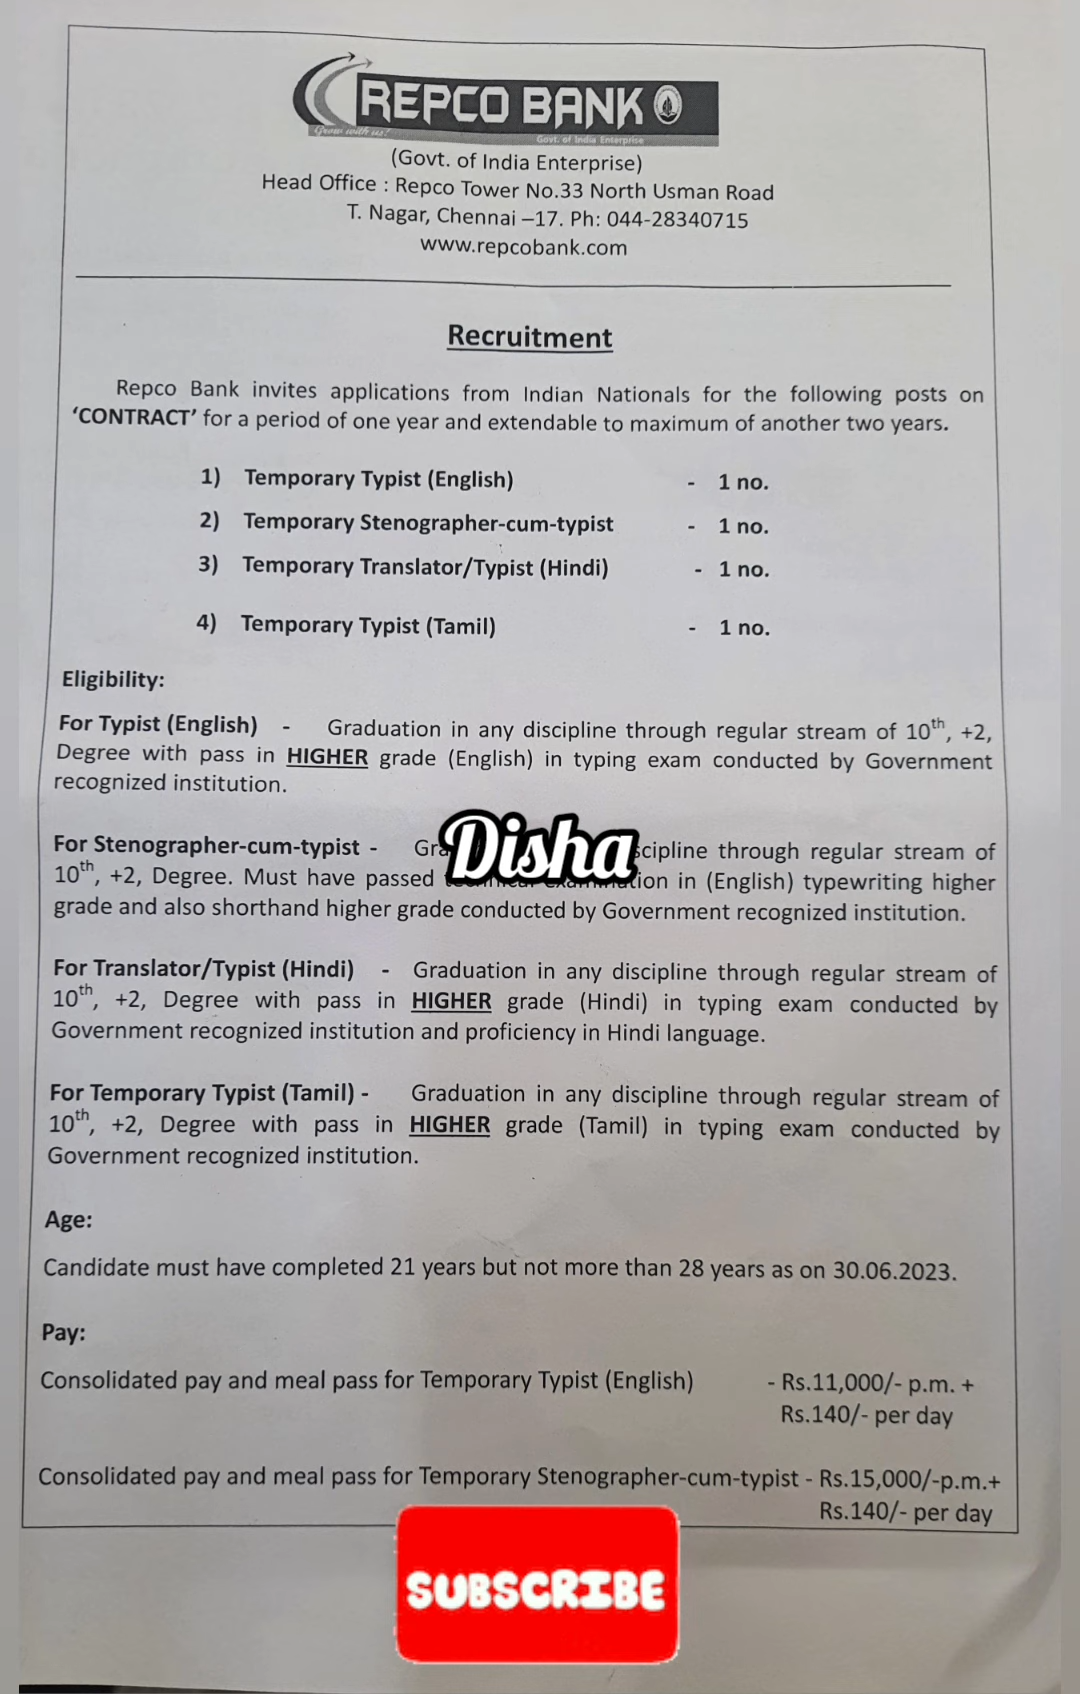 REPCO BANK
Grow with us!
Govt. of India Enterprise
(Govt. of India Enterprise)
Head Office : Repco Tower No.33 North Usman Road
T. Nagar, Chennai –17. Ph: 044-28340715
www.repcobank.com
Recruitment
Repco Bank invites applications from Indian Nationals for the following posts on
‘CONTRACT’ for a period of one year and extendable to maximum of another two years.
1) Temporary Typist (English) - 1 no.
2) Temporary Stenographer-cum-typist - 1 no.
3) Temporary Translator/Typist (Hindi) - 1 no.
4) Temporary Typist (Tamil) - 1 no.
Eligibility:
For Typist (English) - Graduation in any discipline through regular stream of 10th, +2,
Degree with pass in HIGHER grade (English) in typing exam conducted by Government
recognized institution.
Disha
For Stenographer-cum-typist - through regular stream of
10th, +2, Degree. Must have passed in (English) typewriting higher
grade and also shorthand higher grade conducted by Government recognized institution.
For Translator/Typist (Hindi) - Graduation in any discipline through regular stream of
10th, +2, Degree with pass in HIGHER grade (Hindi) in typing exam conducted by
Government recognized institution and proficiency in Hindi language.
For Temporary Typist (Tamil) - Graduation in any discipline through regular stream of
10th, +2, Degree with pass in HIGHER grade (Tamil) in typing exam conducted by
Government recognized institution.
Age:
Candidate must have completed 21 years but not more than 28 years as on 30.06.2023.
Pay:
Consolidated pay and meal pass for Temporary Typist (English) - Rs.11,000/- p.m. +
Rs.140/- per day
Consolidated pay and meal pass for Temporary Stenographer-cum-typist - Rs.15,000/-p.m.+
Rs.140/- per day
SUBSCRIBE